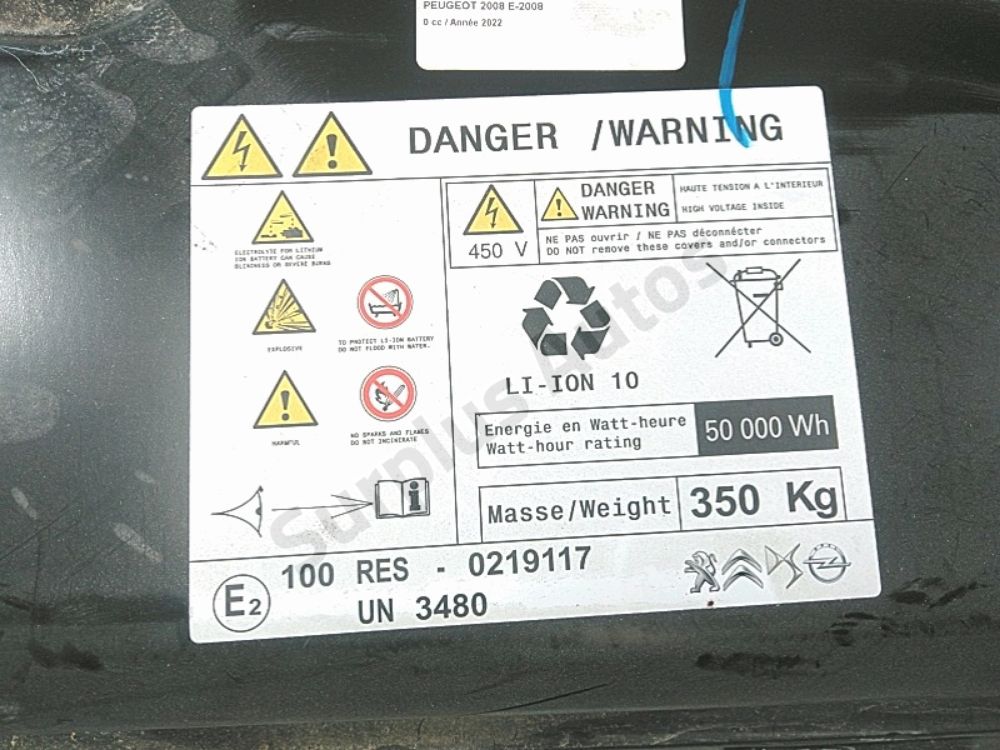 PEUGEOT 2008 E-2008
0 cc / Année 2022
DANGER /WARNING
ELECTROLYTE FOR LITHIUM
ION BATTERY CAN CAUSE
BLINDNESS OR SEVERE BURNS
EXPLOSIVE
TO PROTECT LI-ION BATTERY
DO NOT FLOOD WITH WATER.
HARMFUL
NO SPARKS AND FLAMES
DO NOT INCINERATE
450 V
DANGER
WARNING
HAUTE TENSION A L'INTERIEUR
HIGH VOLTAGE INSIDE
NE PAS ouvrir / NE PAS déconnécter
DO NOT remove these covers and/or connectors
LI-ION 10
Energie en Watt-heure
Watt-hour rating
50 000 Wh
Masse/Weight
350 Kg
E2
100 RES - 0219117
UN 3480
Surplus Autos